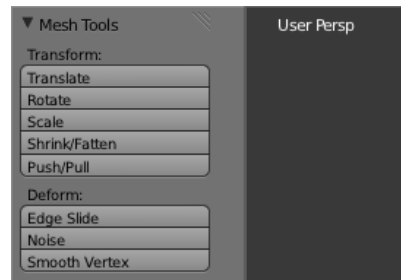 Mesh Tools
User Persp
Transform:
Translate
Rotate
Scale
Shrink/Fatten
Push/Pull
Deform:
Edge Slide
Noise
Smooth Vertex